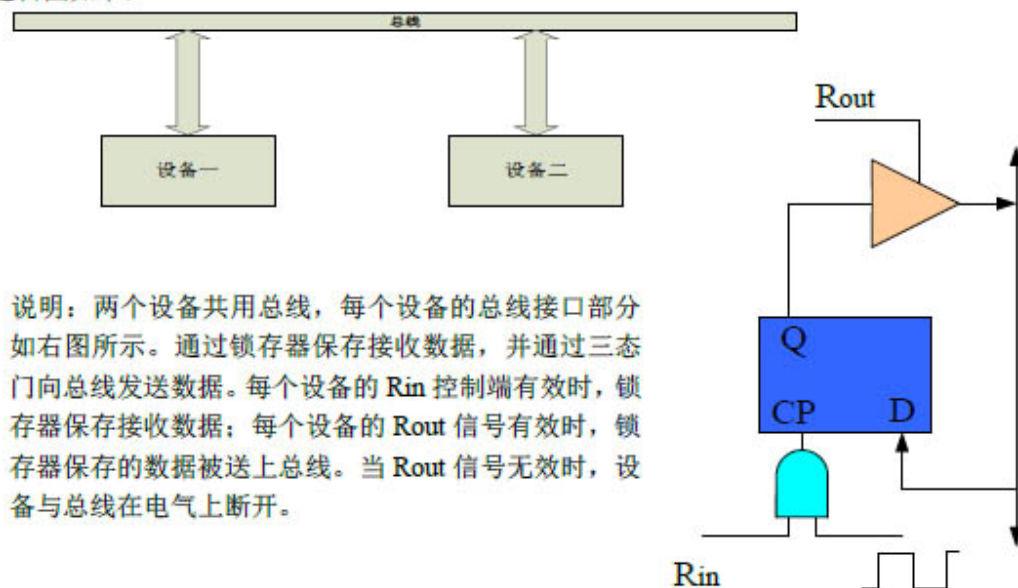 总线
设备一
设备二
说明：两个设备共用总线，每个设备的总线接口部分
如右图所示。通过锁存器保存接收数据，并通过三态
门向总线发送数据。每个设备的 Rin 控制端有效时，锁
存器保存接收数据；每个设备的 Rout 信号有效时，锁
存器保存的数据被送上总线。当 Rout 信号无效时，设
备与总线在电气上断开。
Rout
Q
CP
D
Rin